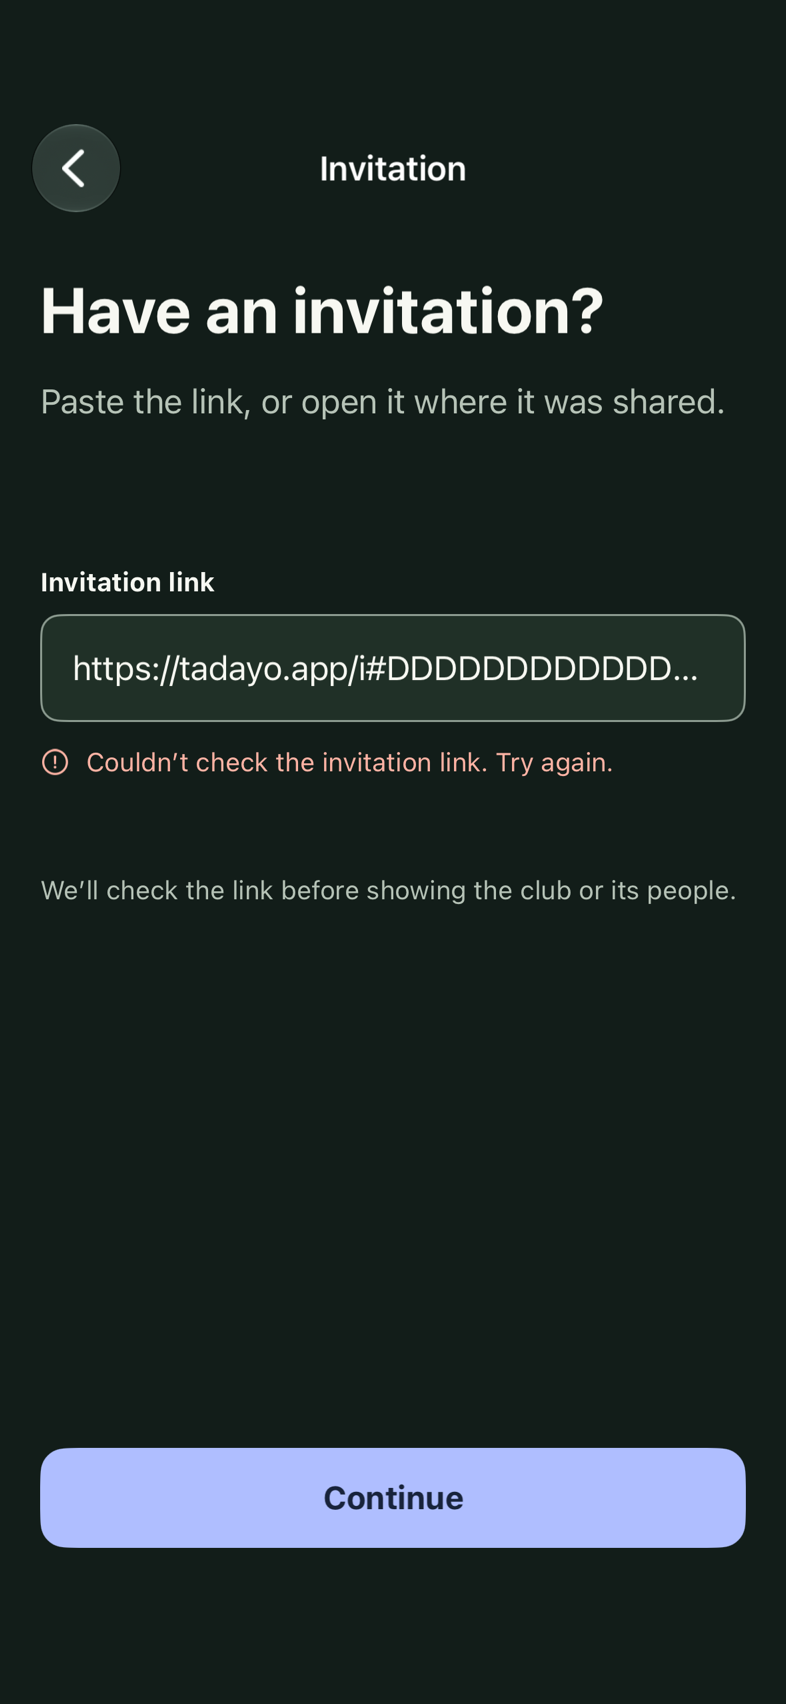 Invitation
Have an invitation?
Paste the link, or open it where it was shared.
Invitation link
https://tadayo.app/i#DDDDDDDDDDDD...
Couldn’t check the invitation link. Try again.
We’ll check the link before showing the club or its people.
Continue